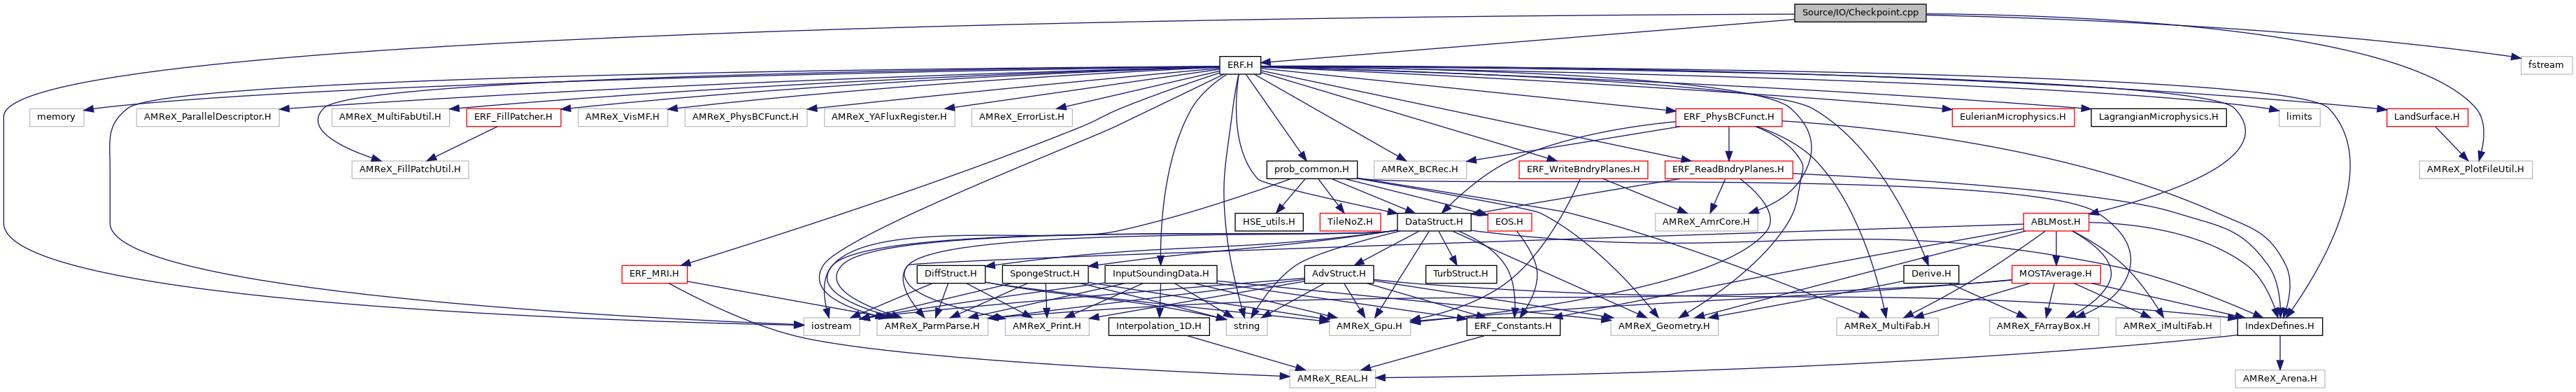 Source/IO/Checkpoint.cpp
ERF.H
fstream
memory
AMReX_ParallelDescriptor.H
AMReX_MultiFabUtil.H
ERF_FillPatcher.H
AMReX_VisMF.H
AMReX_PhysBCFunct.H
AMReX_YAFluxRegister.H
AMReX_ErrorList.H
ERF_PhysBCFunct.H
EulerianMicrophysics.H
LagrangianMicrophysics.H
limits
LandSurface.H
AMReX_FillPatchUtil.H
prob_common.H
AMReX_BCRec.H
ERF_WriteBndryPlanes.H
ERF_ReadBndryPlanes.H
AMReX_PlotFileUtil.H
HSE_utils.H
TileNoZ.H
DataStruct.H
EOS.H
AMReX_AmrCore.H
ABLMost.H
ERF_MRI.H
DiffStruct.H
SpongeStruct.H
InputSoundingData.H
AdvStruct.H
TurbStruct.H
Derive.H
MOSTAverage.H
iostream
AMReX_ParmParse.H
AMReX_Print.H
Interpolation_1D.H
string
AMReX_Gpu.H
ERF_Constants.H
AMReX_Geometry.H
AMReX_MultiFab.H
AMReX_FArrayBox.H
AMReX_iMultiFab.H
IndexDefines.H
AMReX_REAL.H
AMReX_Arena.H